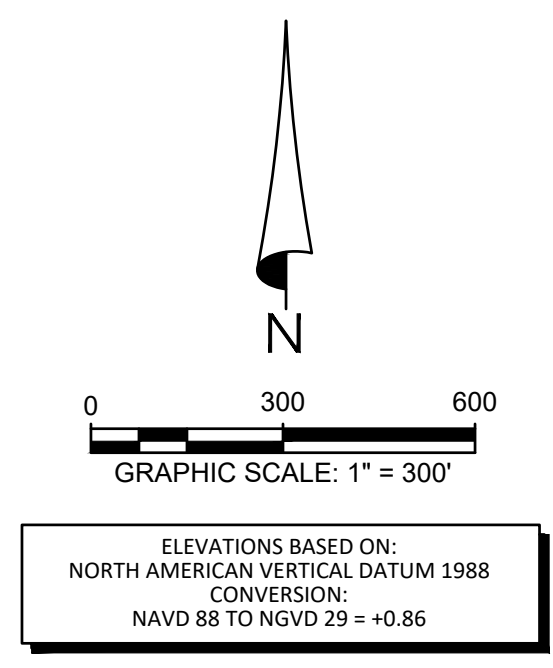 N
0 300 600
GRAPHIC SCALE: 1" = 300'
ELEVATIONS BASED ON:
NORTH AMERICAN VERTICAL DATUM 1988
CONVERSION:
NAVD 88 TO NGVD 29 = +0.86